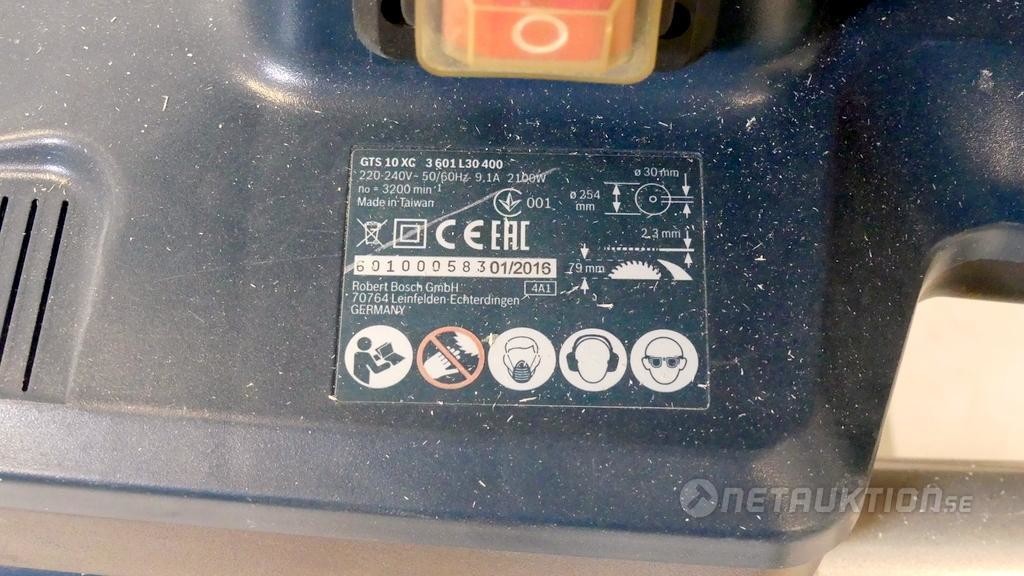 GTS 10 XC 3 601 L30 400
220-240V~ 50/60Hz 9,1A 2100W
n₀ = 3200 min⁻¹
Made in Taiwan
001
ø 30 mm
ø 254 mm
2,3 mm
CE EAC
601000583 01/2016
79 mm
Robert Bosch GmbH
4A1
70764 Leinfelden-Echterdingen
GERMANY
NETAUKTION.SE